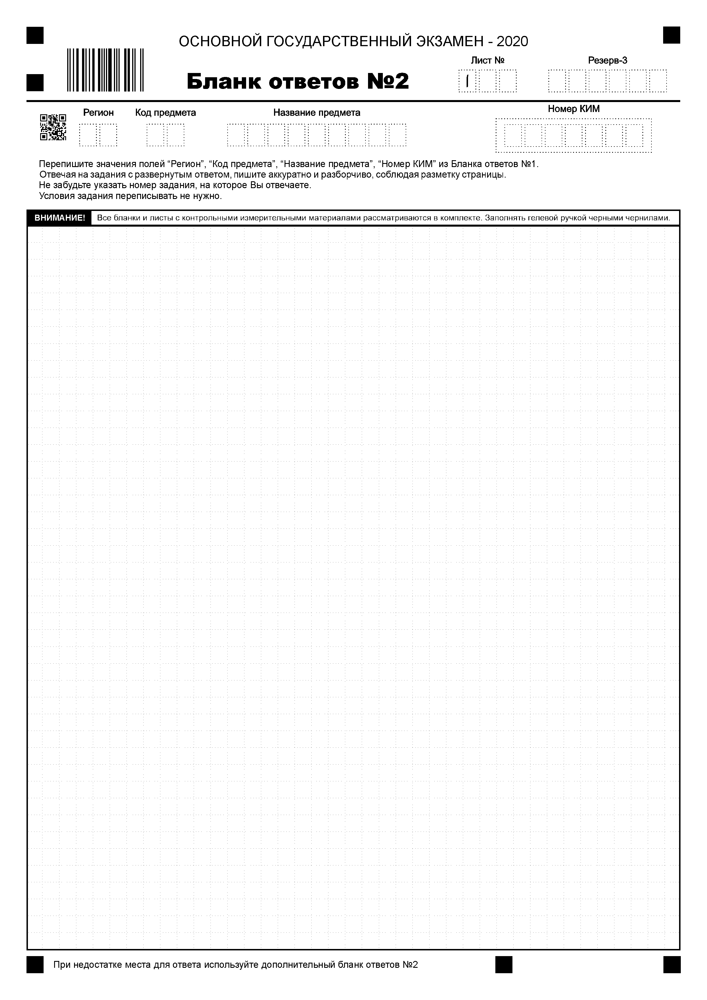 ОСНОВНОЙ ГОСУДАРСТВЕННЫЙ ЭКЗАМЕН - 2020
Лист №
Резерв-3
Бланк ответов №2
1
Регион
Код предмета
Название предмета
Номер КИМ
Перепишите значения полей “Регион”, “Код предмета”, “Название предмета”, “Номер КИМ” из Бланка ответов №1.
Отвечая на задания с развернутым ответом, пишите аккуратно и разборчиво, соблюдая разметку страницы.
Не забудьте указать номер задания, на которое Вы отвечаете.
Условия задания переписывать не нужно.
ВНИМАНИЕ! Все бланки и листы с контрольными измерительными материалами рассматриваются в комплекте. Заполнять гелевой ручкой черными чернилами.
При недостатке места для ответа используйте дополнительный бланк ответов №2